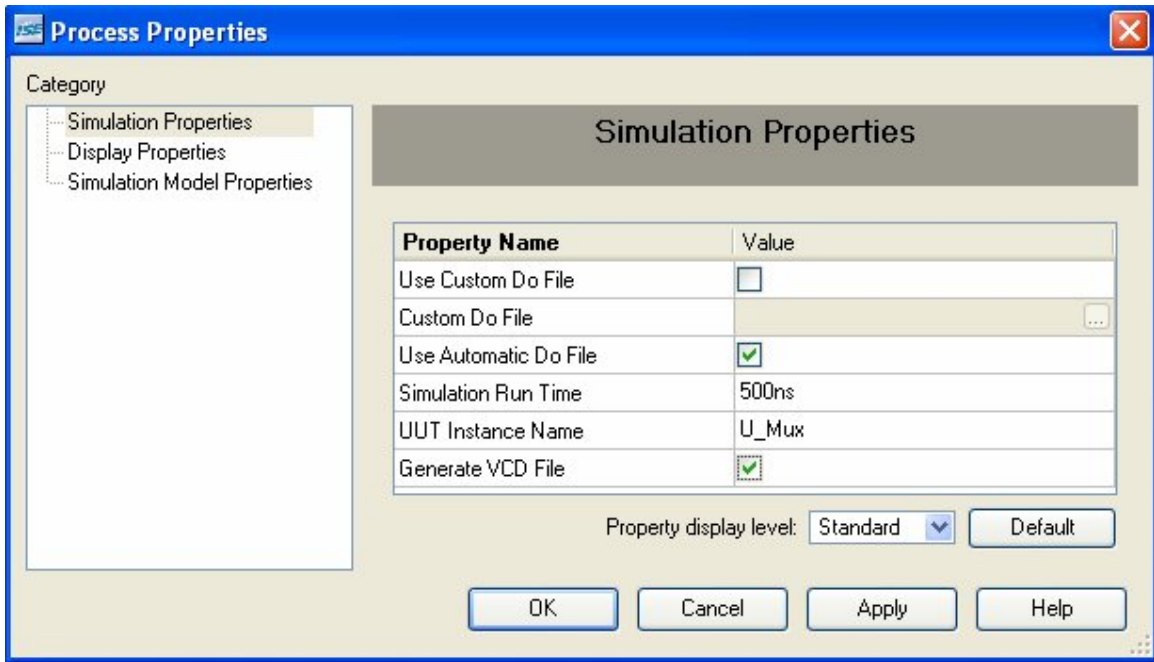 ISE Process Properties
Category
Simulation Properties
Display Properties
Simulation Model Properties
Simulation Properties
Property Name Value
Use Custom Do File
Custom Do File ...
Use Automatic Do File
Simulation Run Time 500ns
UUT Instance Name U_Mux
Generate VCD File
Property display level: Standard Default
OK Cancel Apply Help